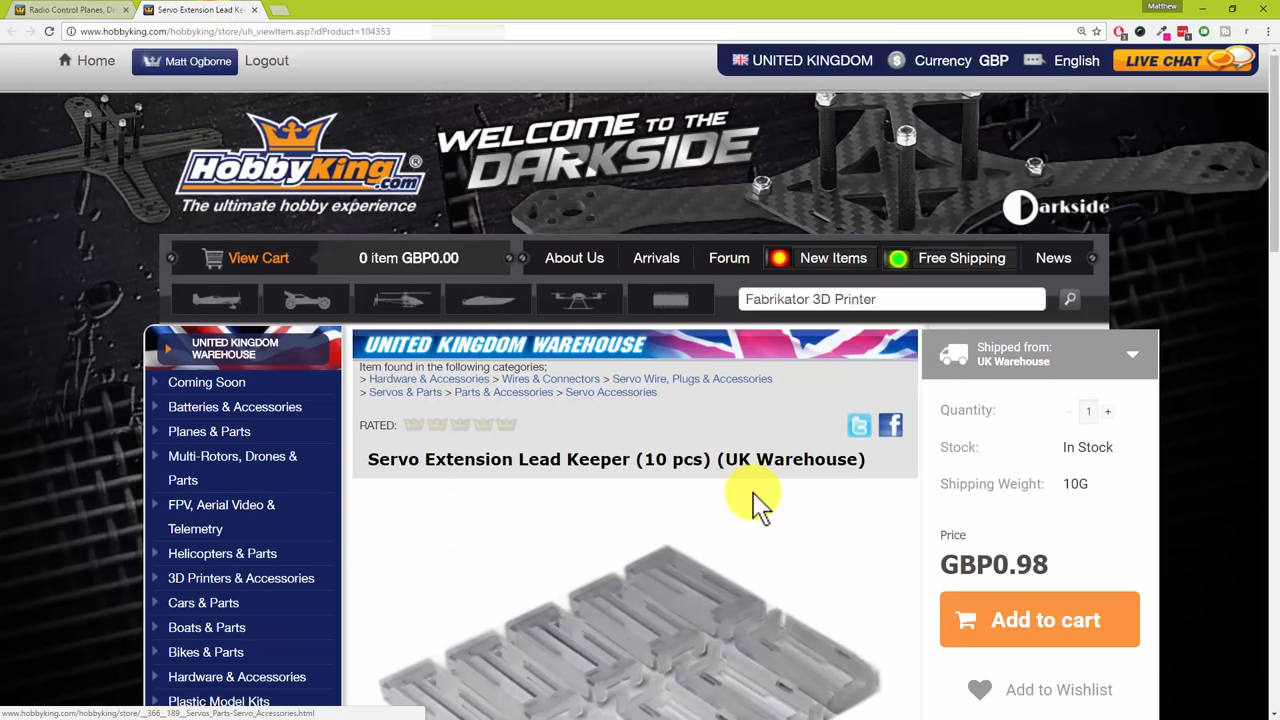 Matthew
Radio Control Planes, Dr
Servo Extension Lead Ke
www.hobbyking.com/hobbyking/store/uh_viewItem.asp?idProduct=104353
Home
Matt Ogborne
Logout
UNITED KINGDOM
Currency GBP
English
LIVE CHAT
HobbyKing.com®
The ultimate hobby experience
WELCOME TO THE
DARKSIDE
Darkside
View Cart
0 item GBP0.00
About Us
Arrivals
Forum
New Items
Free Shipping
News
Fabrikator 3D Printer
UNITED KINGDOM
WAREHOUSE
Coming Soon
Batteries & Accessories
Planes & Parts
Multi-Rotors, Drones &
Parts
FPV, Aerial Video &
Telemetry
Helicopters & Parts
3D Printers & Accessories
Cars & Parts
Boats & Parts
Bikes & Parts
Hardware & Accessories
Plastic Model Kits
UNITED KINGDOM WAREHOUSE
Item found in the following categories;
> Hardware & Accessories > Wires & Connectors > Servo Wire, Plugs & Accessories
> Servos & Parts > Parts & Accessories > Servo Accessories
RATED:
Servo Extension Lead Keeper (10 pcs) (UK Warehouse)
Shipped from:
UK Warehouse
Quantity: - 1 +
Stock: In Stock
Shipping Weight: 10G
Price
GBP0.98
Add to cart
Add to Wishlist
www.hobbyking.com/hobbyking/store/__366__189__Servos_Parts-Servo_Accessories.html